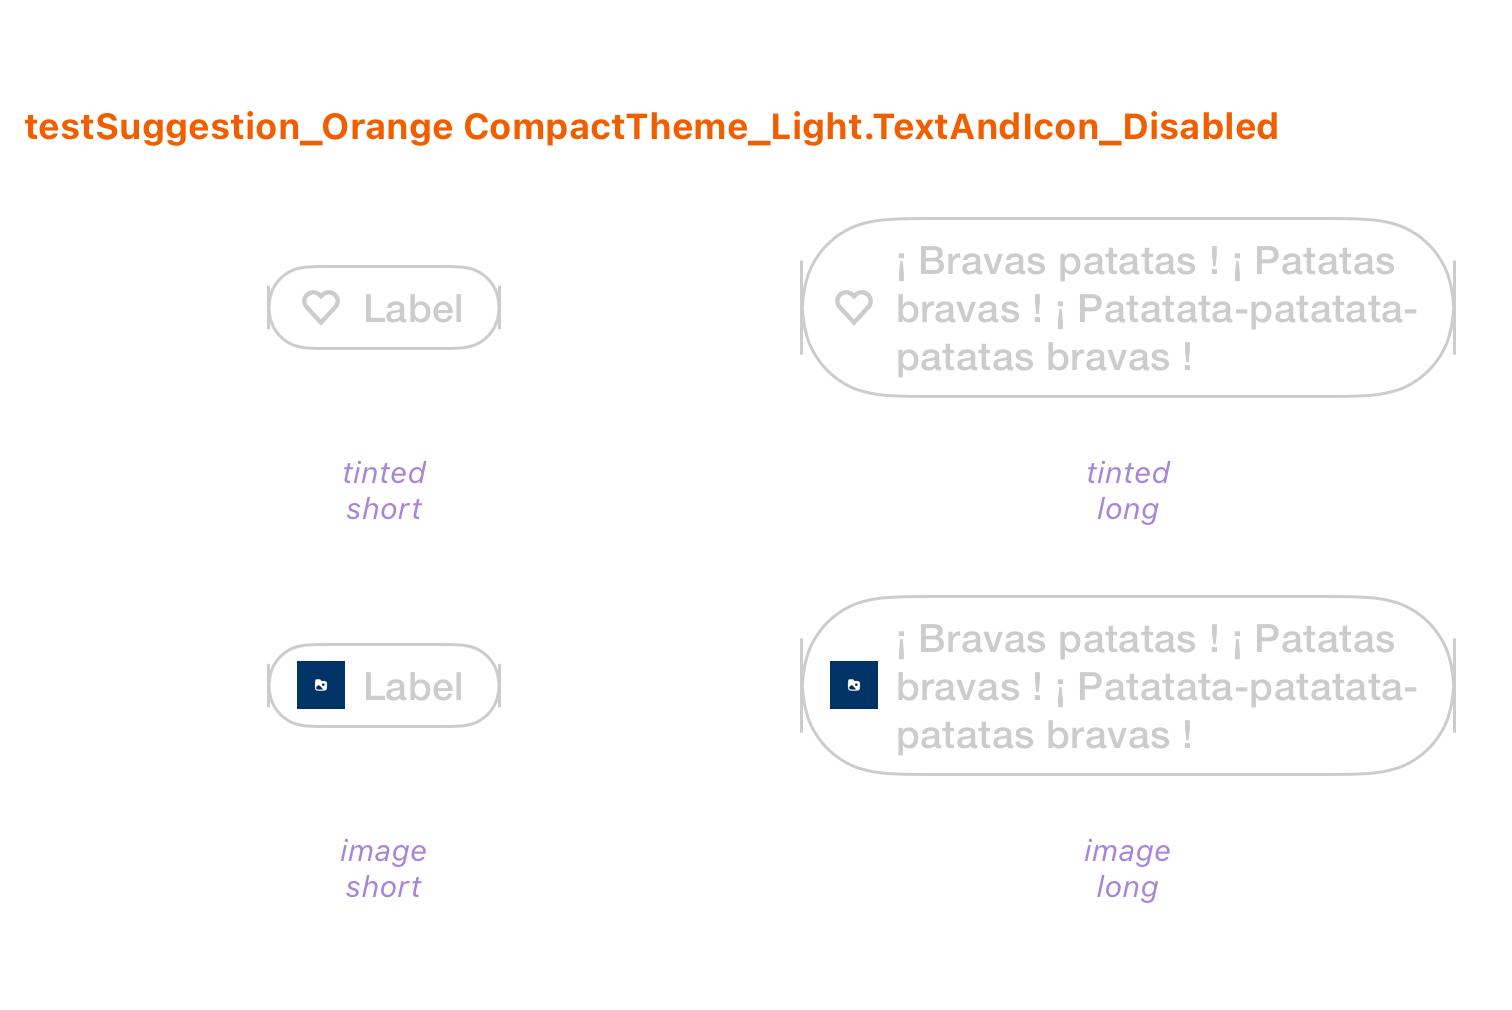 testSuggestion_Orange CompactTheme_Light.TextAndIcon_Disabled
Label
¡ Bravas patatas ! ¡ Patatas
bravas ! ¡ Patatata-patatata-
patatas bravas !
tinted
short
tinted
long
Label
¡ Bravas patatas ! ¡ Patatas
bravas ! ¡ Patatata-patatata-
patatas bravas !
image
short
image
long